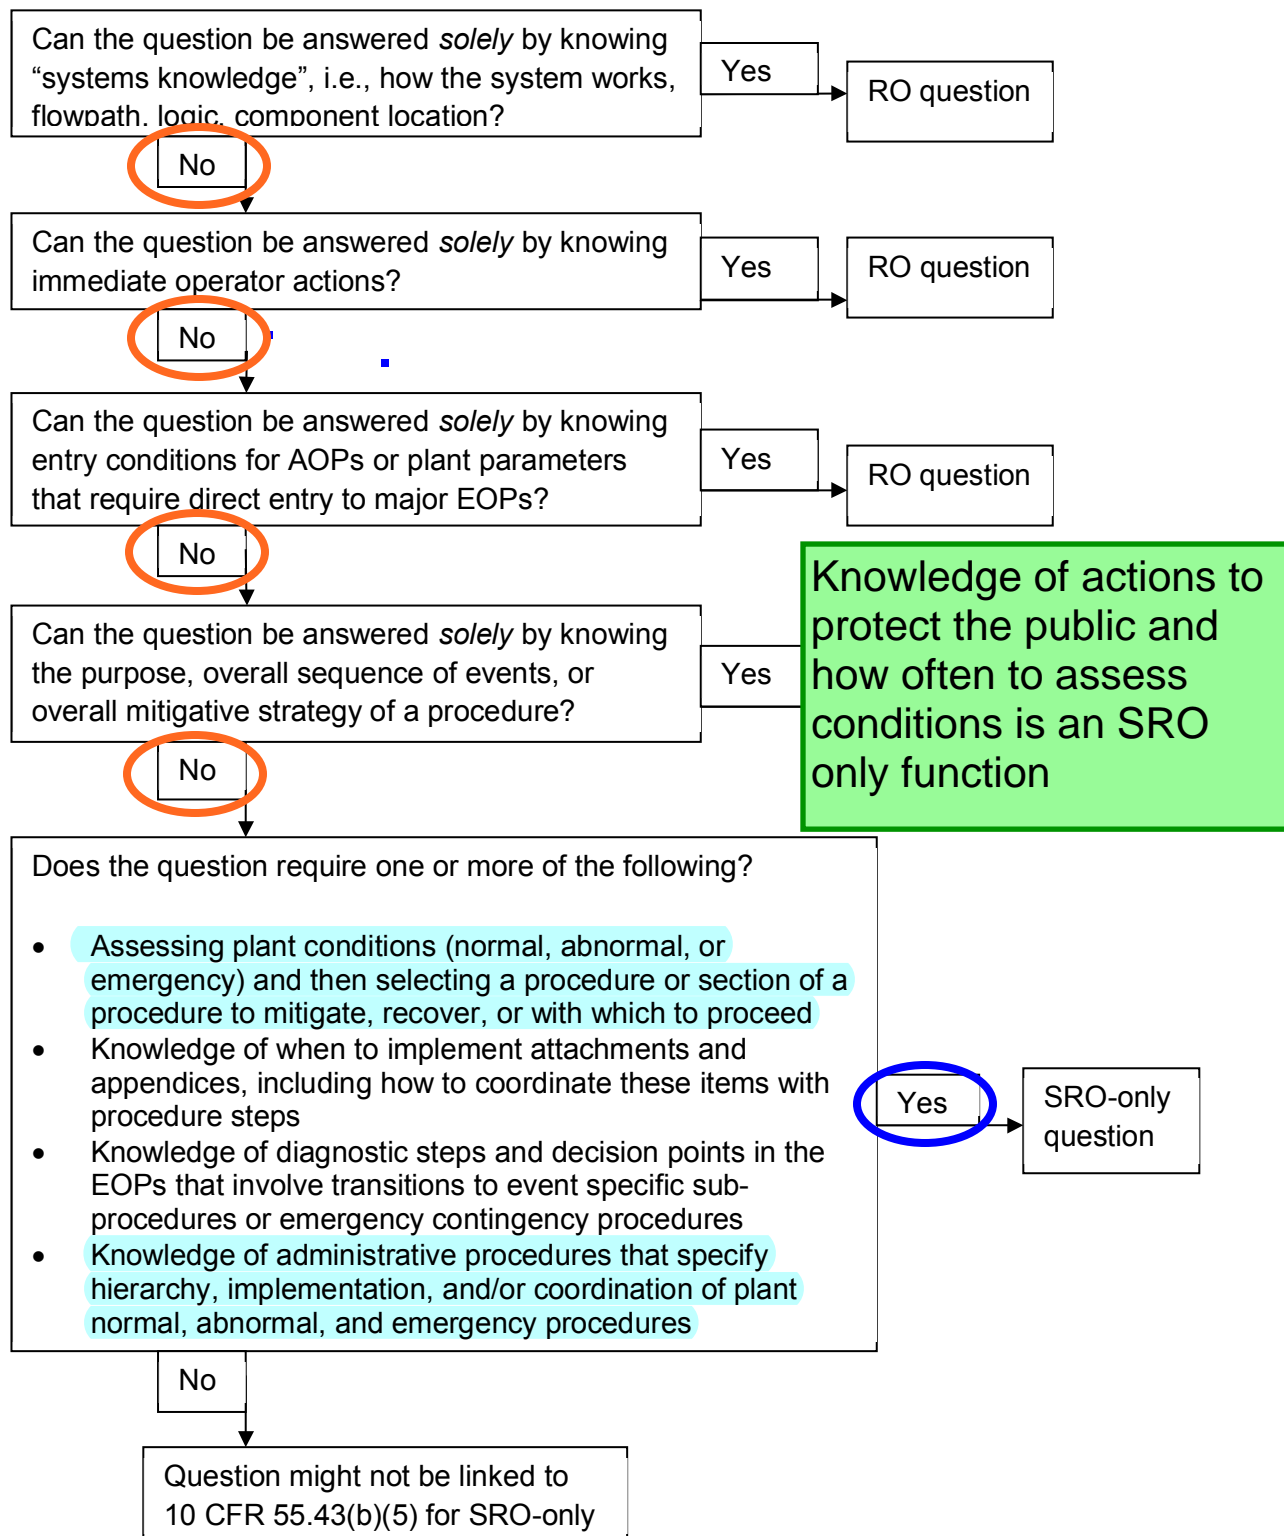 Can the question be answered solely by knowing
“systems knowledge”, i.e., how the system works,
flowpath, logic, component location?
Yes
RO question
No
Can the question be answered solely by knowing
immediate operator actions?
Yes
RO question
No
Can the question be answered solely by knowing
entry conditions for AOPs or plant parameters
that require direct entry to major EOPs?
Yes
RO question
No
Can the question be answered solely by knowing
the purpose, overall sequence of events, or
overall mitigative strategy of a procedure?
Yes
Knowledge of actions to
protect the public and
how often to assess
conditions is an SRO
only function
No
Does the question require one or more of the following?
• Assessing plant conditions (normal, abnormal, or
emergency) and then selecting a procedure or section of a
procedure to mitigate, recover, or with which to proceed
• Knowledge of when to implement attachments and
appendices, including how to coordinate these items with
procedure steps
• Knowledge of diagnostic steps and decision points in the
EOPs that involve transitions to event specific sub-
procedures or emergency contingency procedures
• Knowledge of administrative procedures that specify
hierarchy, implementation, and/or coordination of plant
normal, abnormal, and emergency procedures
Yes
SRO-only
question
No
Question might not be linked to
10 CFR 55.43(b)(5) for SRO-only